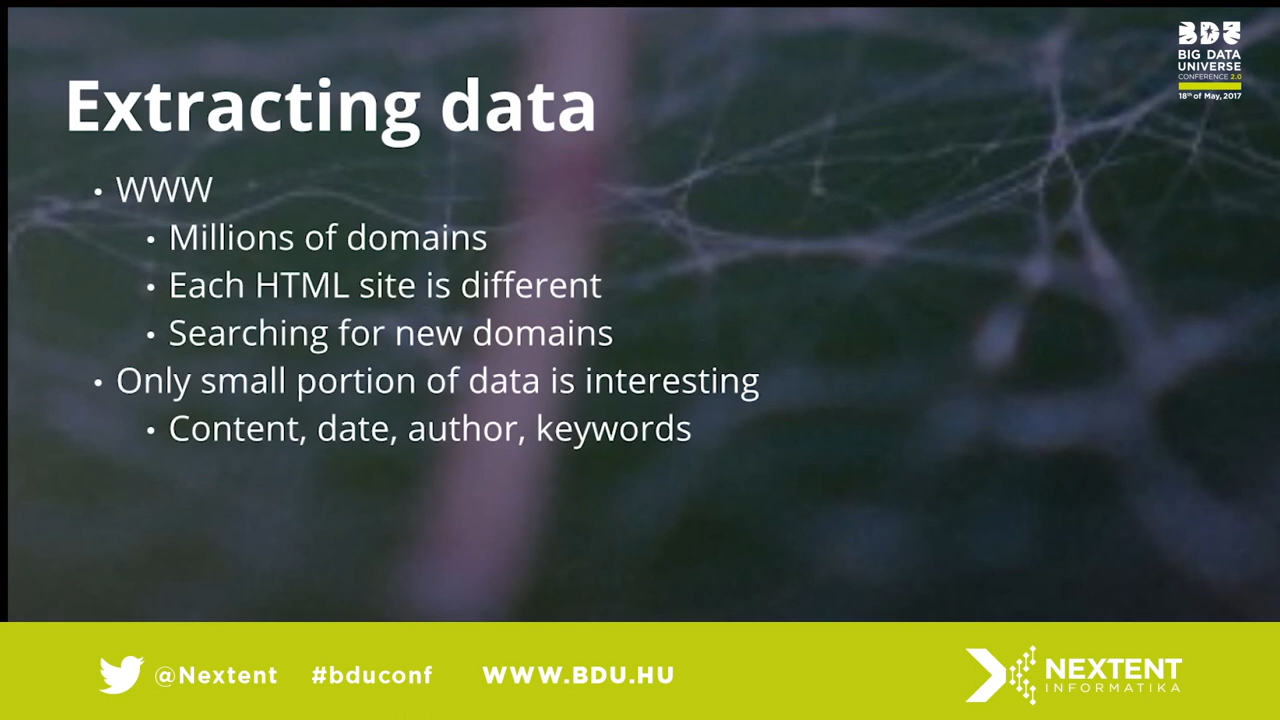 BDU
BIG DATA
UNIVERSE
CONFERENCE 2.0
18th of May, 2017
Extracting data
• WWW
• Millions of domains
• Each HTML site is different
• Searching for new domains
• Only small portion of data is interesting
• Content, date, author, keywords
@Nextent #bduconf WWW.BDU.HU
NEXTENT
INFORMATIKA